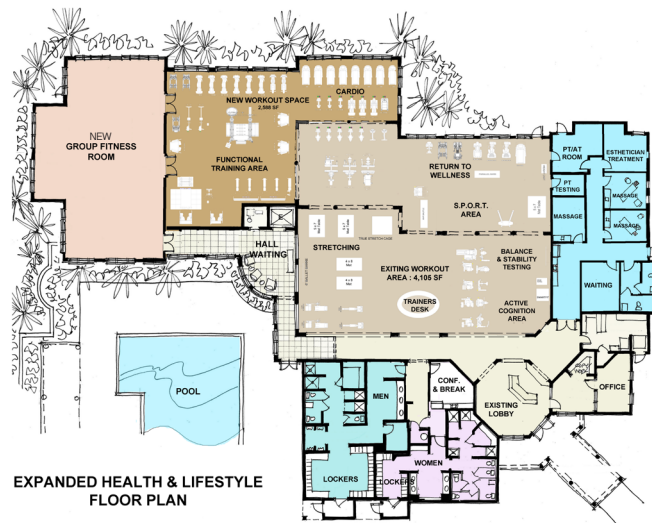 CARDIO
NEW WORKOUT SPACE
NEW
GROUP FITNESS
ROOM
FUNCTIONAL
TRAINING AREA
RETURN TO
WELLNESS
S.P.O.R.T.
AREA
PT/AT
ROOM
ESTHETICIAN
TREATMENT
PT
TESTING
MASSAGE
MASSAGE
MASSAGE
HALL
WAITING
STRETCHING
TRUE STRETCH CAGE
BALANCE
& STABILITY
TESTING
EXITING WORKOUT
AREA : 4,105 SF
WAITING
TRAINERS
DESK
ACTIVE
COGNITION
AREA
POOL
MEN
CONF.
& BREAK
EXISTING
LOBBY
OFFICE
WOMEN
LOCKERS
LOCKERS
EXPANDED HEALTH & LIFESTYLE
FLOOR PLAN